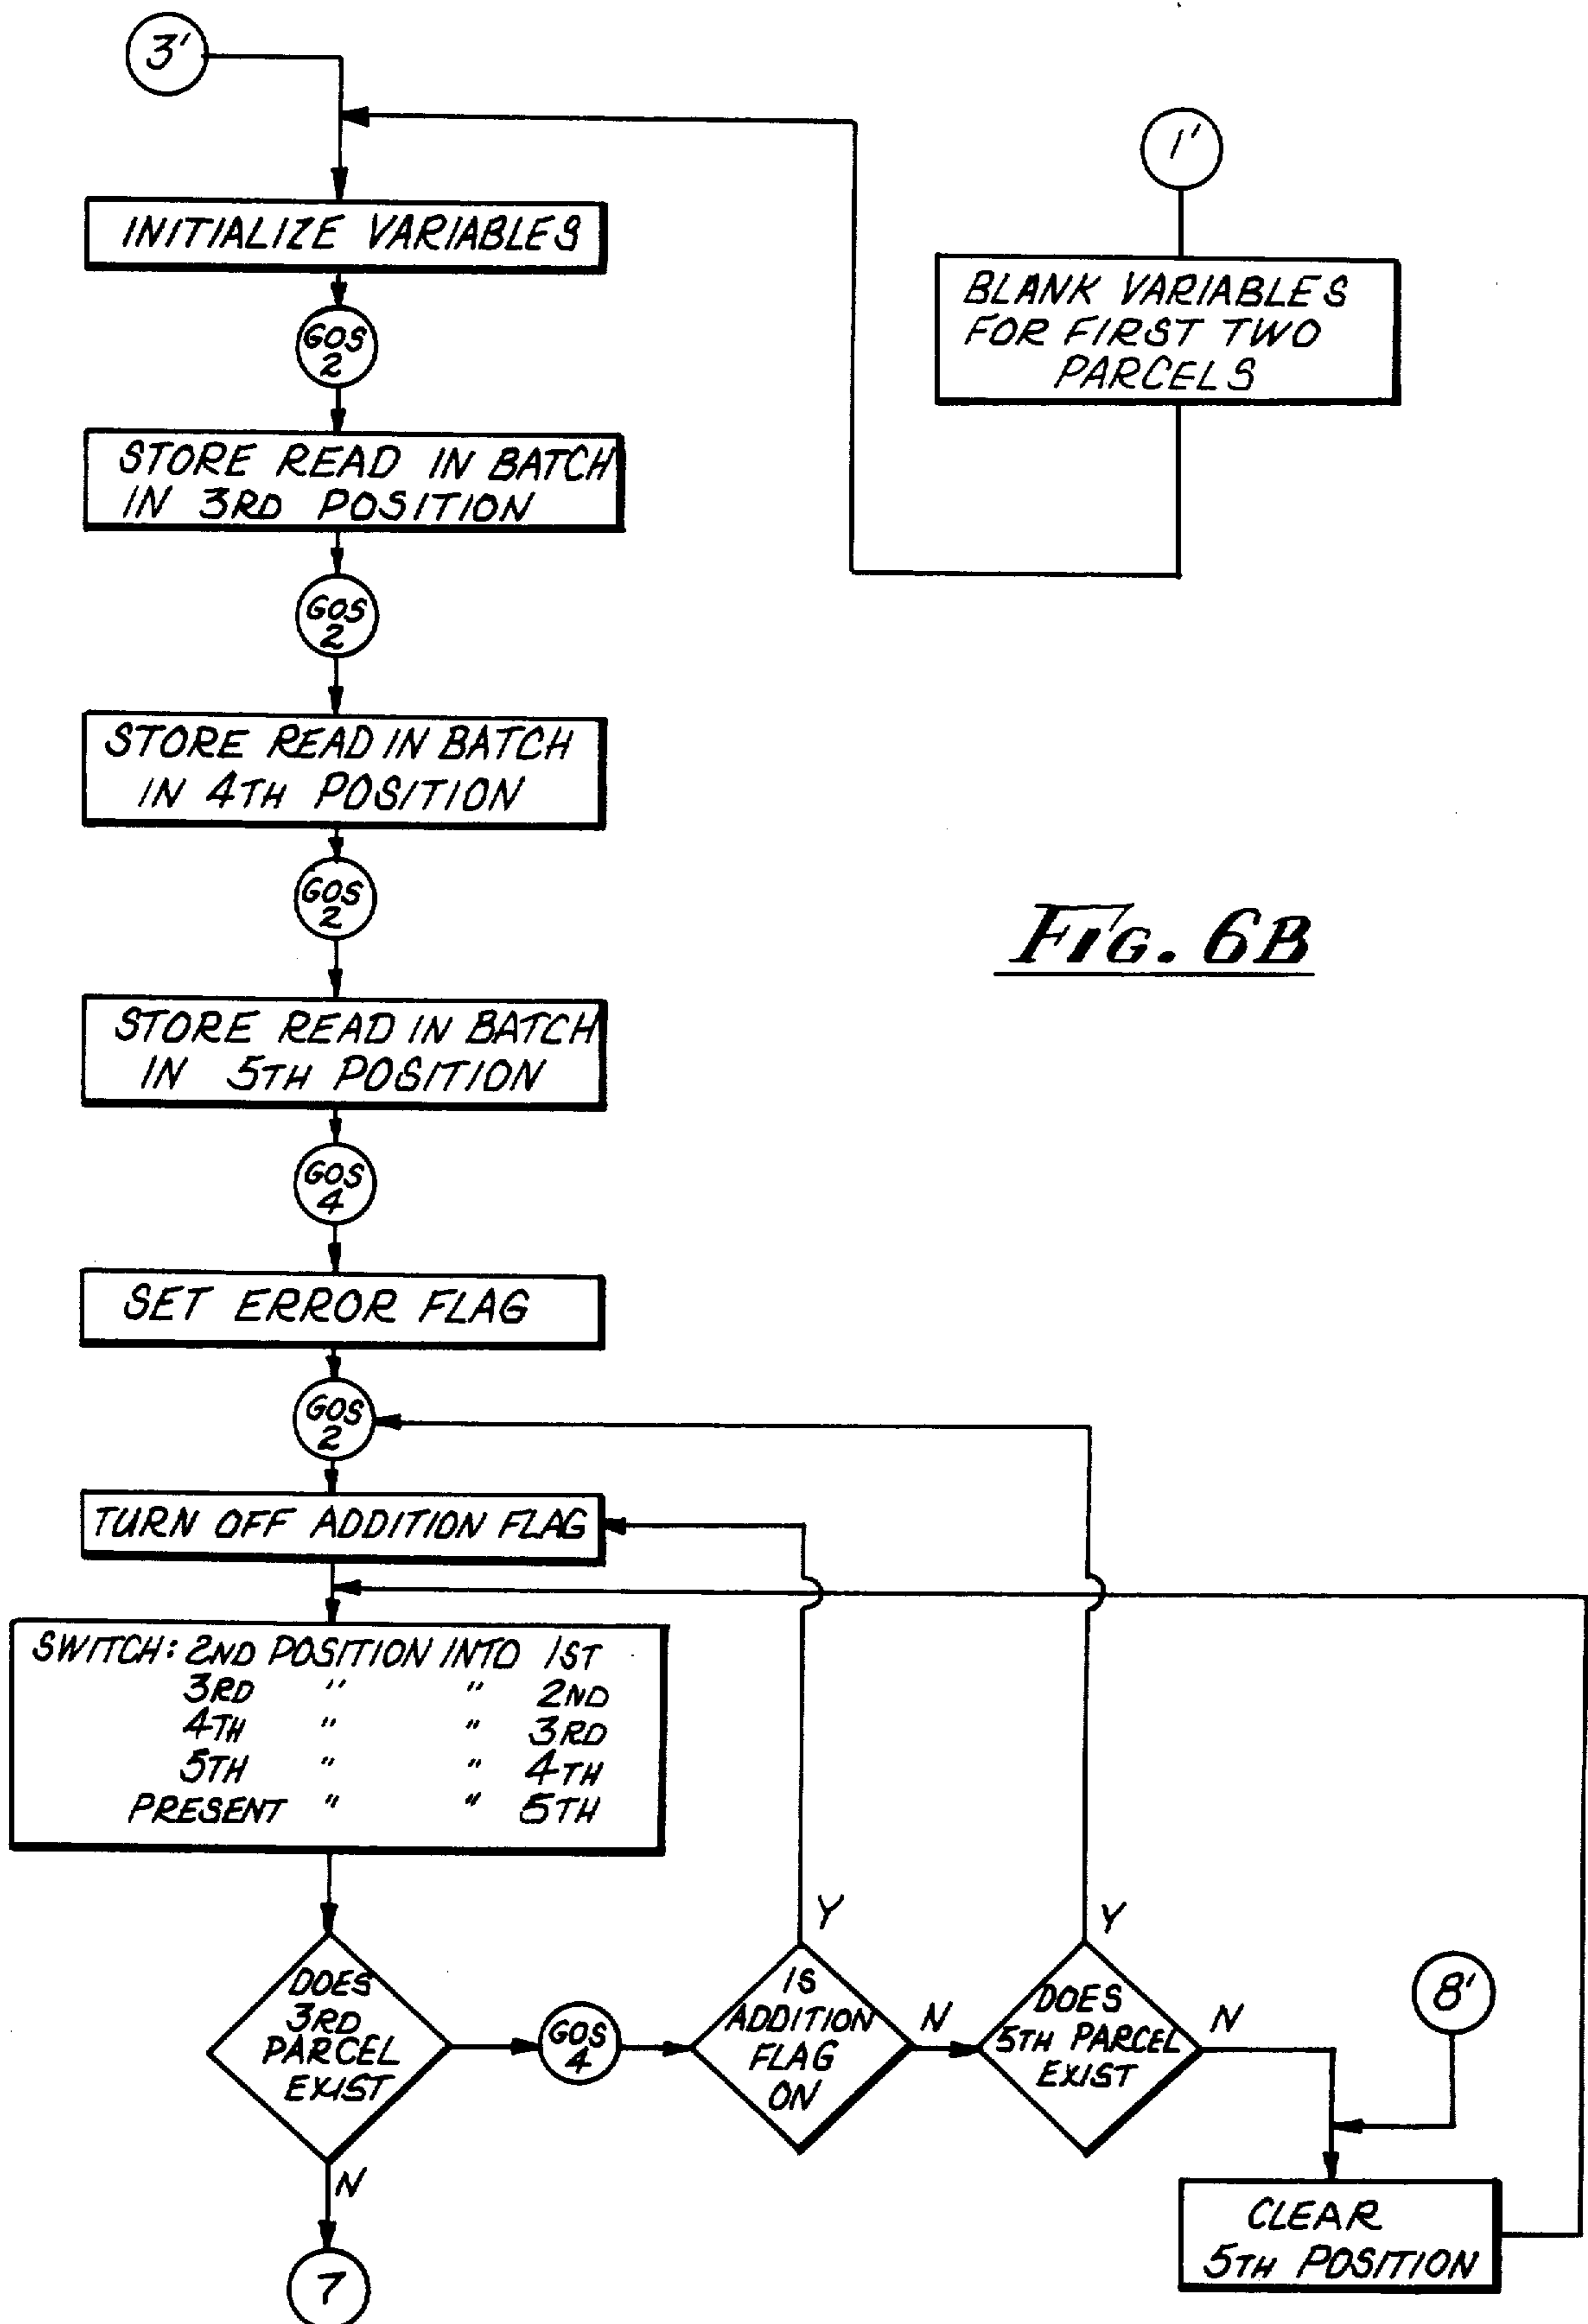 3'
1'
INITIALIZE VARIABLES
BLANK VARIABLES
FOR FIRST TWO
PARCELS
GOS
2
STORE READ IN BATCH
IN 3RD POSITION
GOS
2
STORE READ IN BATCH
IN 4TH POSITION
GOS
2
FIG. 6B
STORE READ IN BATCH
IN 5TH POSITION
GOS
4
SET ERROR FLAG
GOS
2
TURN OFF ADDITION FLAG
SWITCH: 2ND POSITION INTO 1ST
3RD " " 2ND
4TH " " 3RD
5TH " " 4TH
PRESENT " " 5TH
DOES
3RD
PARCEL
EXIST
N
7
GOS
4
IS
ADDITION
FLAG
ON
Y
N
DOES
5TH PARCEL
EXIST
Y
N
8'
CLEAR
5TH POSITION